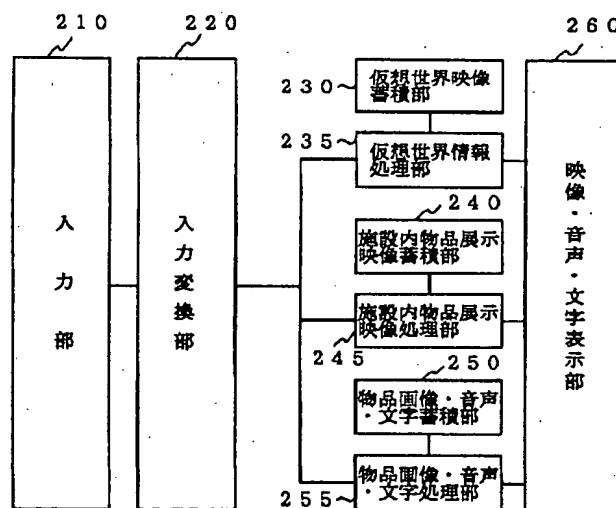 210
220
260
入力部
入力変換部
230
仮想世界映像
蓄積部
235
仮想世界情報
処理部
240
施設内物品展示
映像蓄積部
施設内物品展示
映像処理部
245
250
物品画像・音声
・文字蓄積部
物品画像・音声
・文字処理部
255
映像・音声・文字表示部